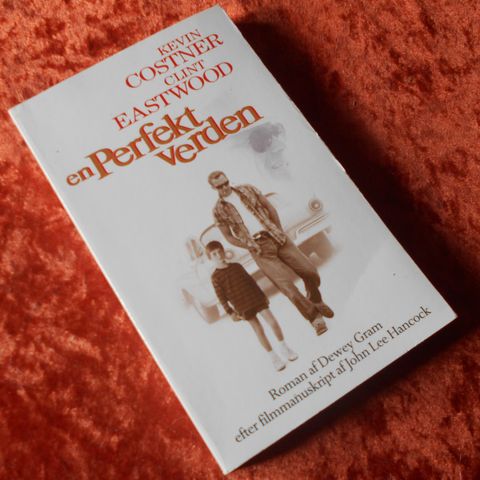 KEVIN
COSTNER
CLINT
EASTWOOD
en Perfekt
verden
Roman af Dewey Gram
efter filmmanuskript af John Lee Hancock